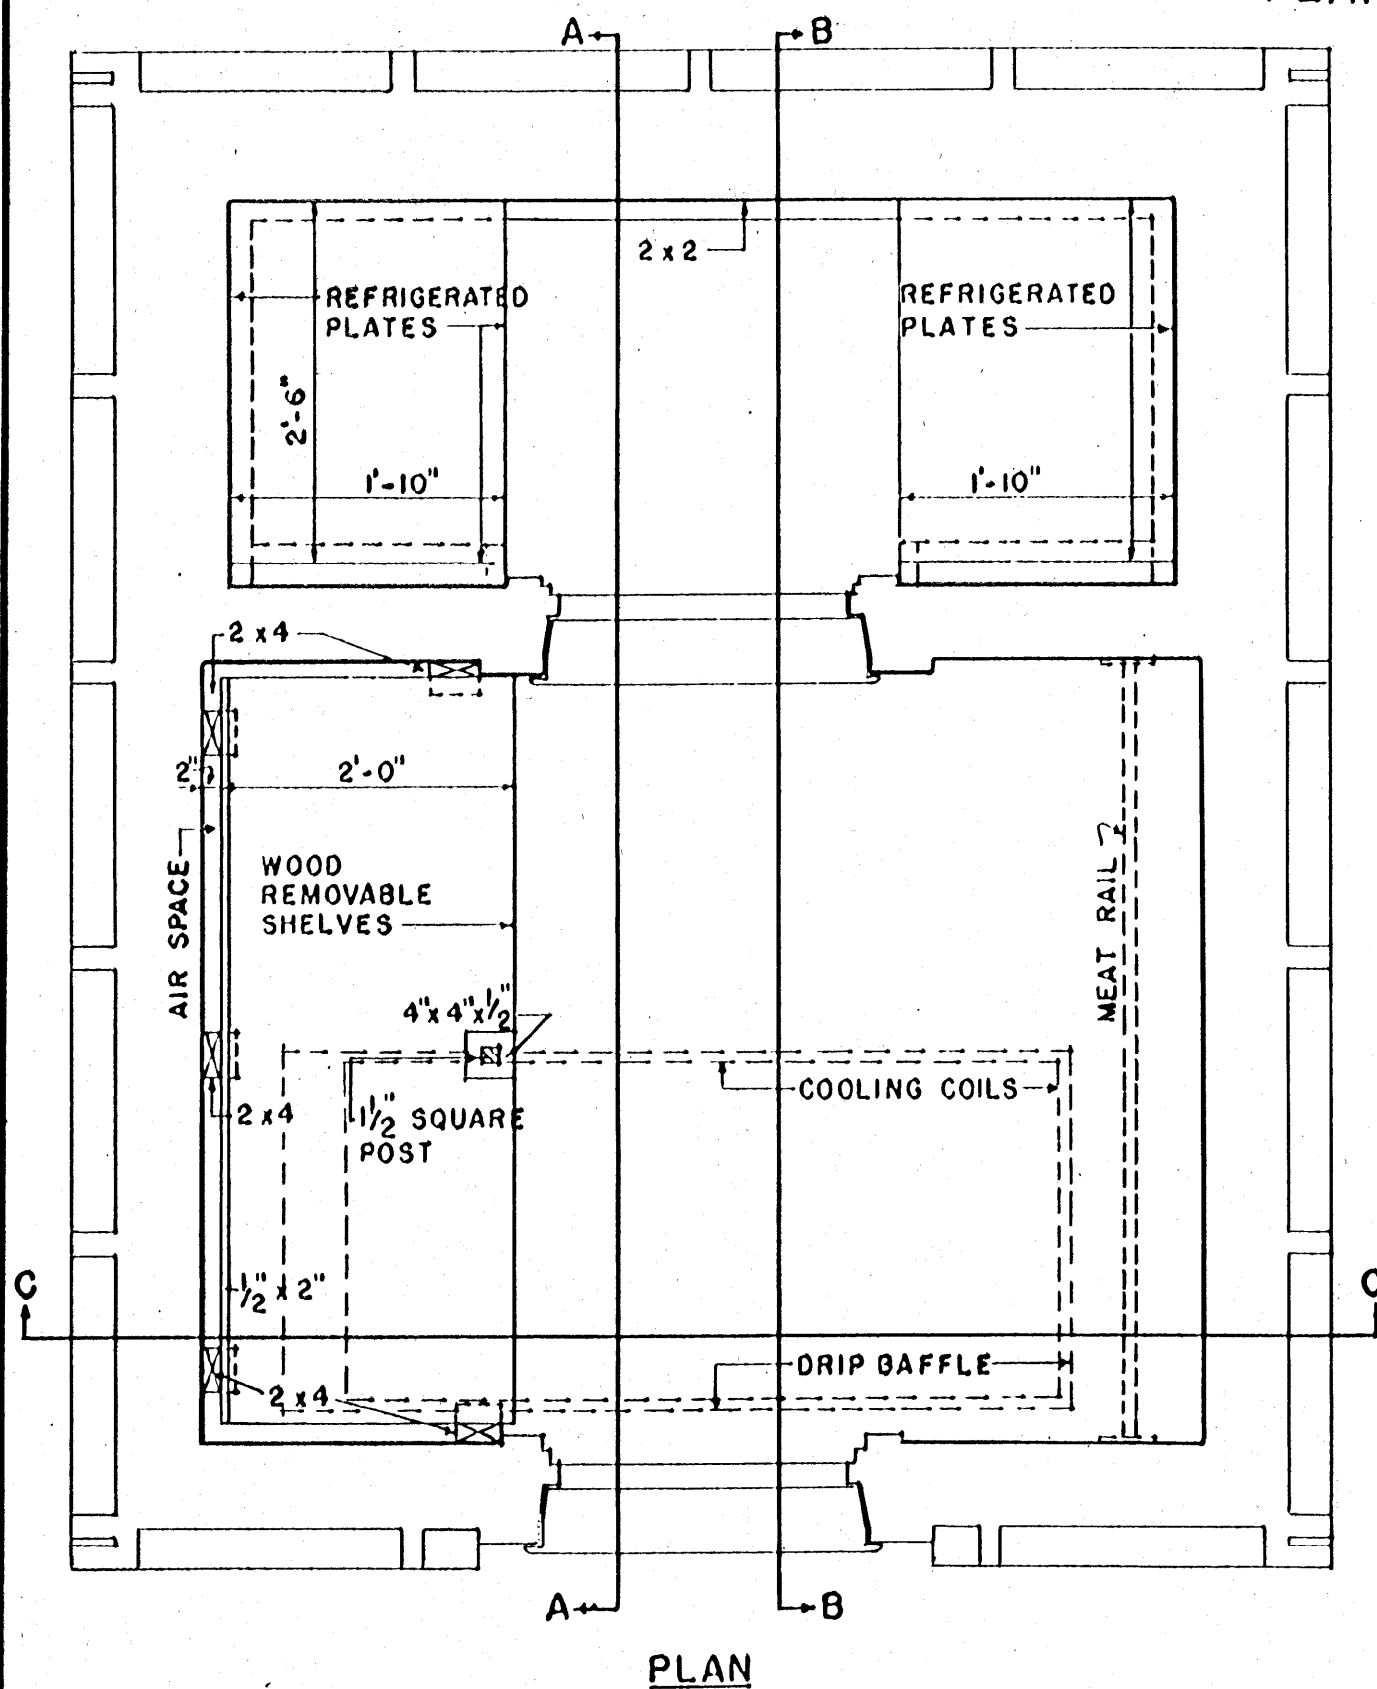 A B
2 x 2
REFRIGERATED
PLATES
REFRIGERATED
PLATES
2'-6"
1'-10"
1'-10"
2 x 4
2"
2'-0"
AIR SPACE
WOOD
REMOVABLE
SHELVES
MEAT RAIL
4"x 4"x 1/2"
COOLING COILS
2 x 4
1 1/2" SQUARE
POST
C
1/2" x 2"
C
DRIP BAFFLE
2 x 4
A B
PLAN